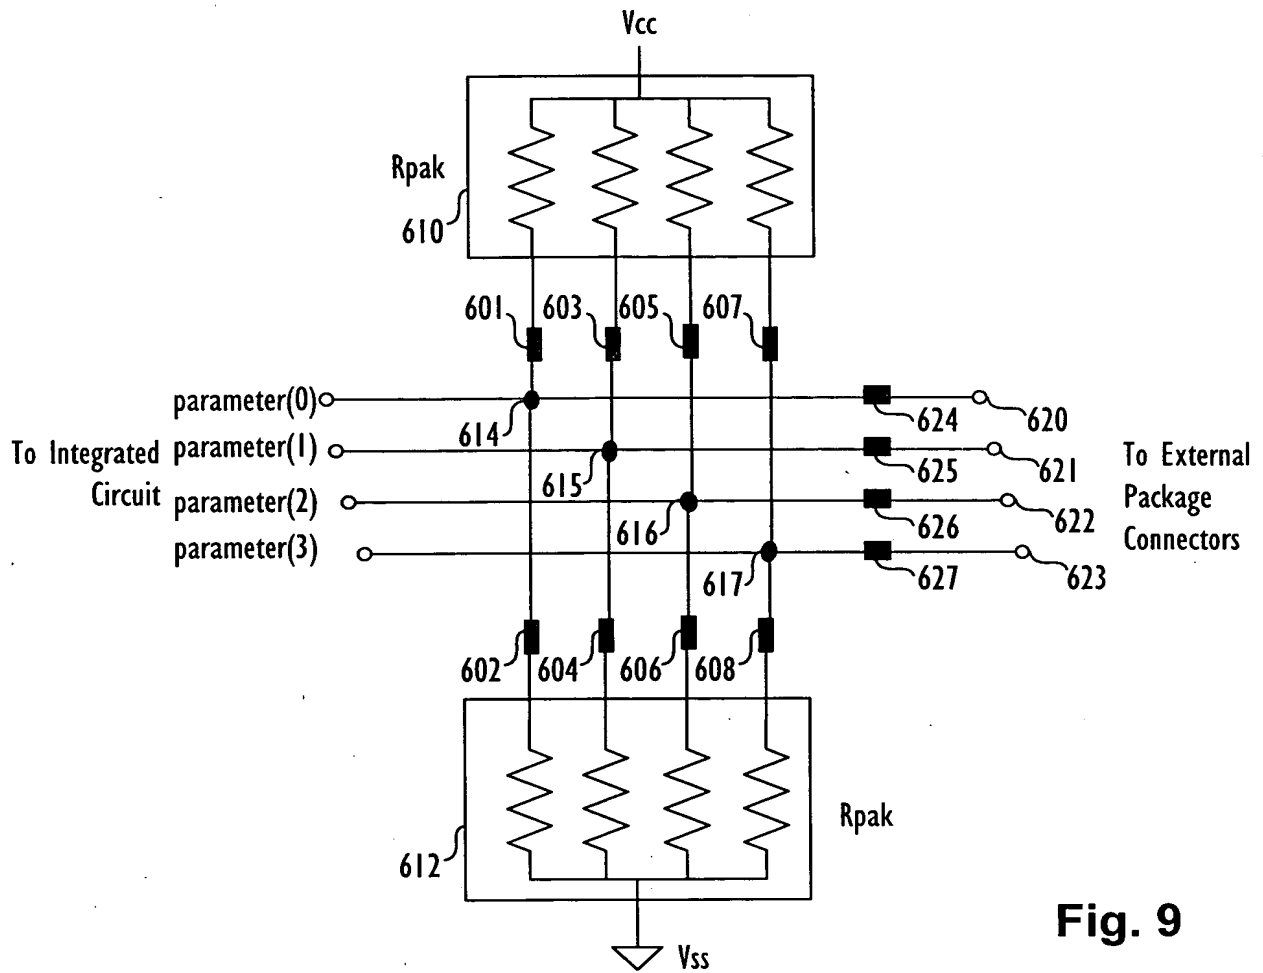 Vcc
Rpak
610
601
603
605
607
parameter(0)
614
624
620
To Integrated
Circuit
parameter(1)
615
625
621
To External
Package
Connectors
parameter(2)
616
626
622
parameter(3)
617
627
623
602
604
606
608
Rpak
612
Vss
Fig. 9